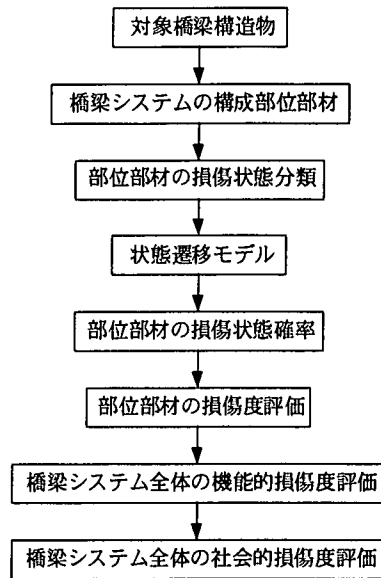 対象橋梁構造物
橋梁システムの構成部位部材
部位部材の損傷状態分類
状態遷移モデル
部位部材の損傷状態確率
部位部材の損傷度評価
橋梁システム全体の機能的損傷度評価
橋梁システム全体の社会的損傷度評価